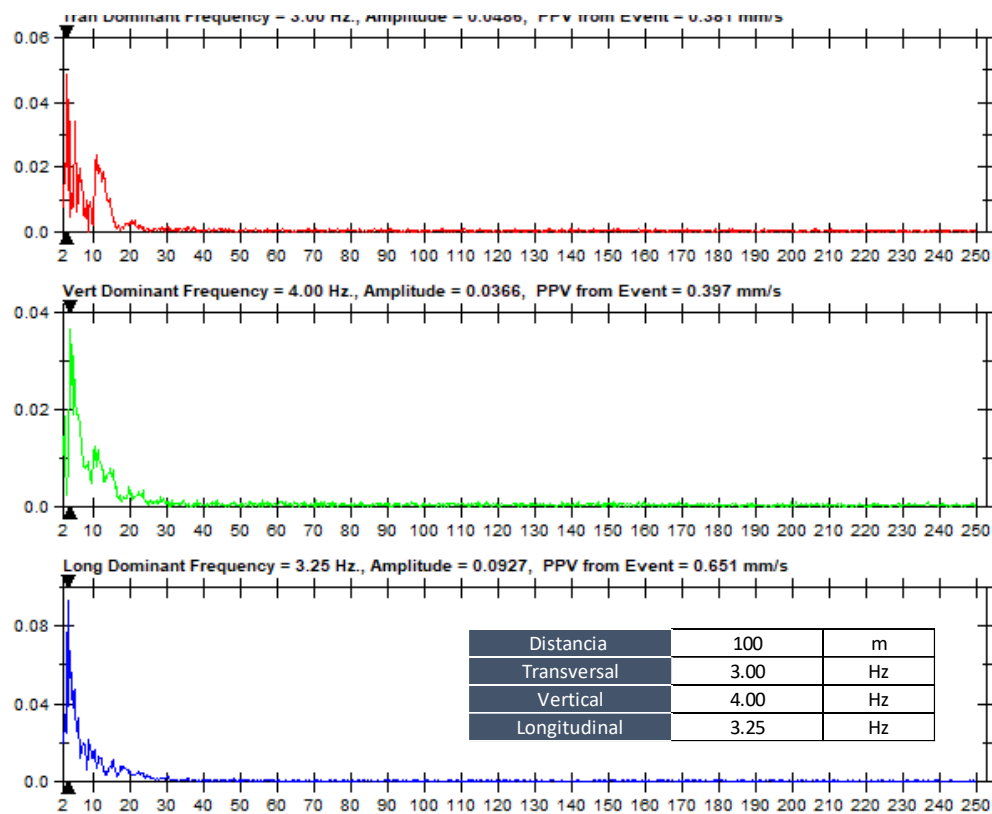 Tran Dominant Frequency = 3.00 Hz., Amplitude = 0.0486, PPV from Event = 0.381 mm/s
0.06
0.04
0.02
0.0
2 10 20 30 40 50 60 70 80 90 100 110 120 130 140 150 160 170 180 190 200 210 220 230 240 250
Vert Dominant Frequency = 4.00 Hz., Amplitude = 0.0366, PPV from Event = 0.397 mm/s
0.04
0.02
0.0
2 10 20 30 40 50 60 70 80 90 100 110 120 130 140 150 160 170 180 190 200 210 220 230 240 250
Long Dominant Frequency = 3.25 Hz., Amplitude = 0.0927, PPV from Event = 0.651 mm/s
0.08
0.04
0.0
Distancia 100 m
Transversal 3.00 Hz
Vertical 4.00 Hz
Longitudinal 3.25 Hz
2 10 20 30 40 50 60 70 80 90 100 110 120 130 140 150 160 170 180 190 200 210 220 230 240 250